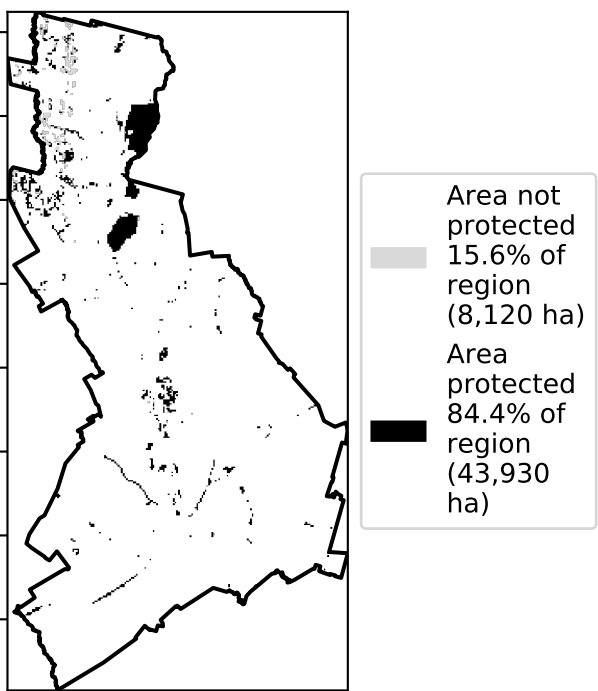 Area not
protected
15.6% of
region
(8,120 ha)
Area
protected
84.4% of
region
(43,930
ha)